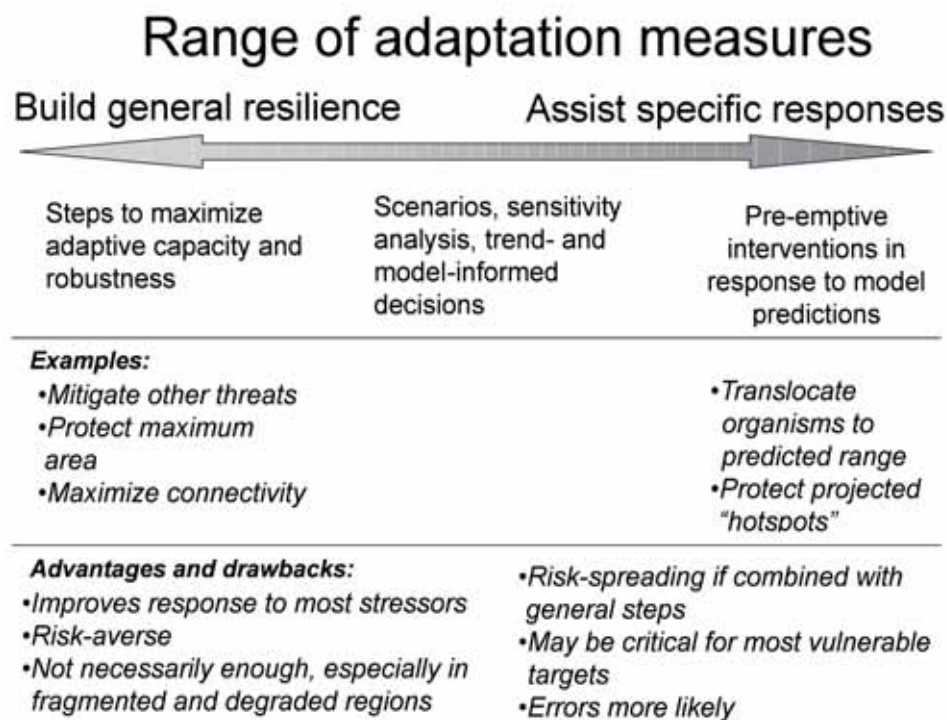 Range of adaptation measures
Build general resilience
Assist specific responses
Steps to maximize
adaptive capacity and
robustness
Scenarios, sensitivity
analysis, trend- and
model-informed
decisions
Pre-emptive
interventions in
response to model
predictions
Examples:
•Mitigate other threats
•Protect maximum
area
•Maximize connectivity
•Translocate
organisms to
predicted range
•Protect projected
“hotspots”
Advantages and drawbacks:
•Improves response to most stressors
•Risk-averse
•Not necessarily enough, especially in
fragmented and degraded regions
•Risk-spreading if combined with
general steps
•May be critical for most vulnerable
targets
•Errors more likely